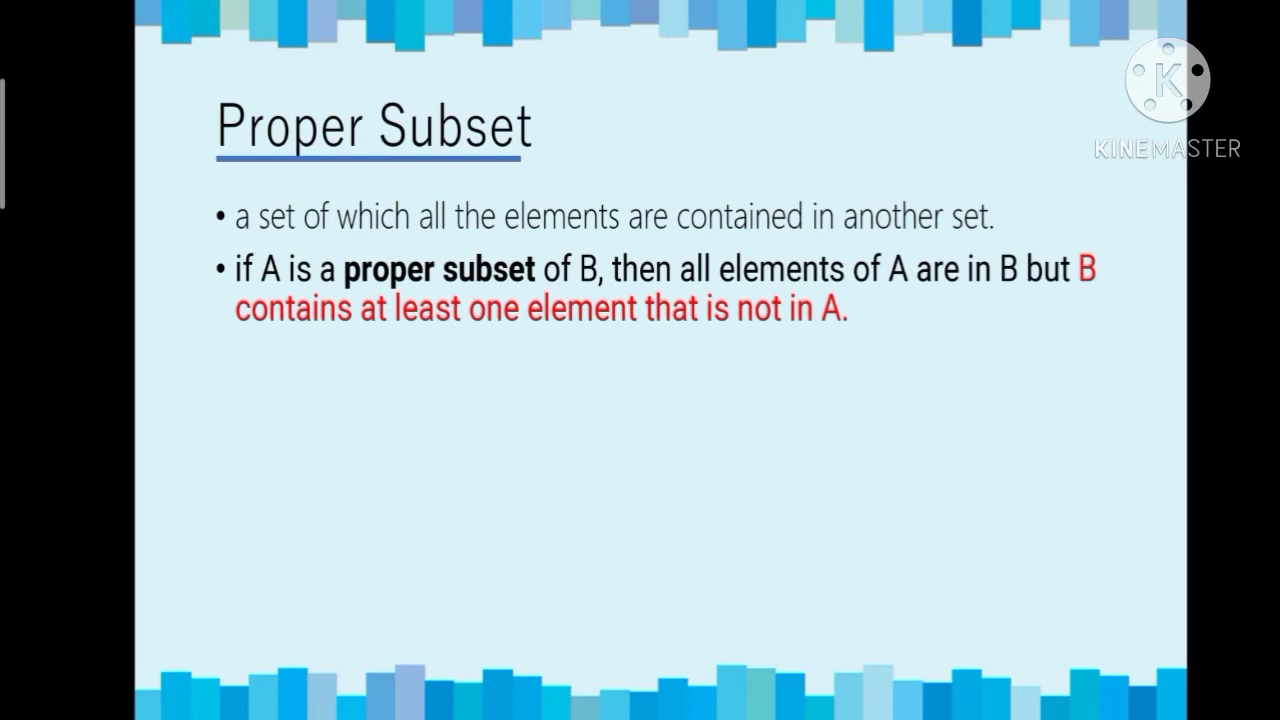 Proper Subset
K
KINEMASTER
• a set of which all the elements are contained in another set.
• if A is a proper subset of B, then all elements of A are in B but B
contains at least one element that is not in A.